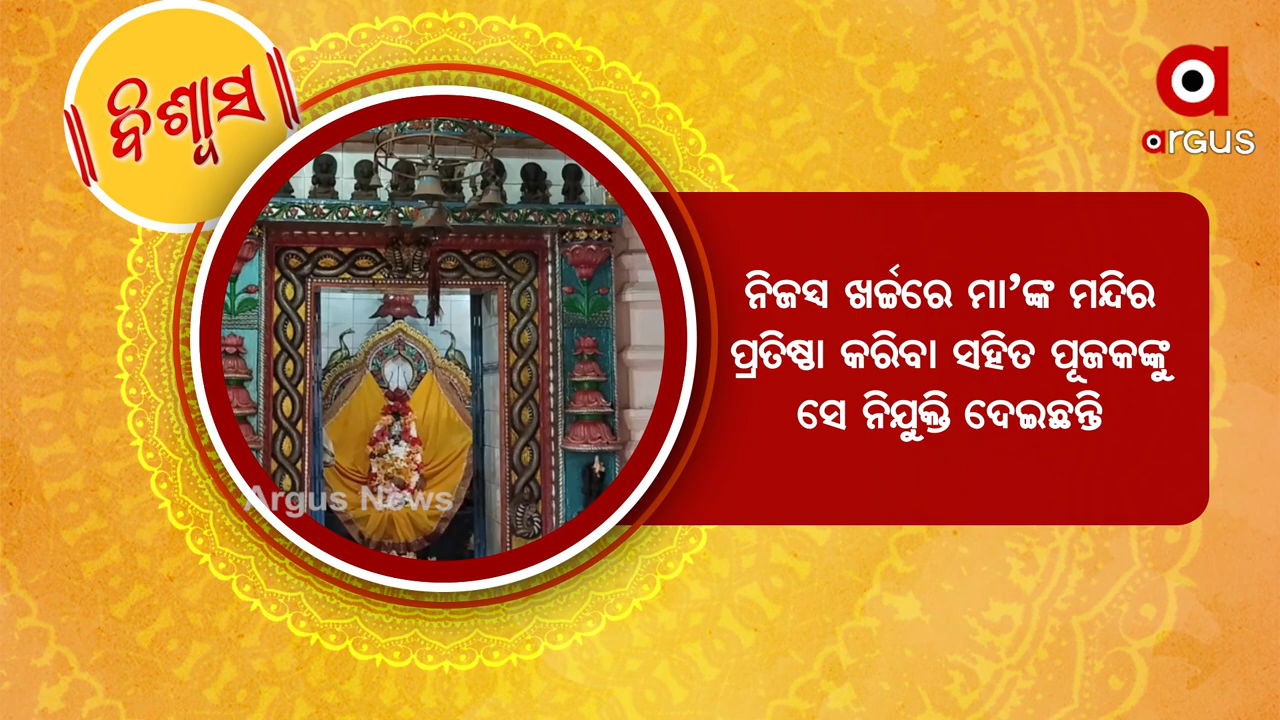 ॥ ବିଶ୍ୱାସ ॥
argus
ନିଜସ୍ୱ ଖର୍ଚ୍ଚରେ ମା’ଙ୍କ ମନ୍ଦିର
ପ୍ରତିଷ୍ଠା କରିବା ସହିତ ପୂଜକଙ୍କୁ
ସେ ନିଯୁକ୍ତି ଦେଇଛନ୍ତି
Argus News